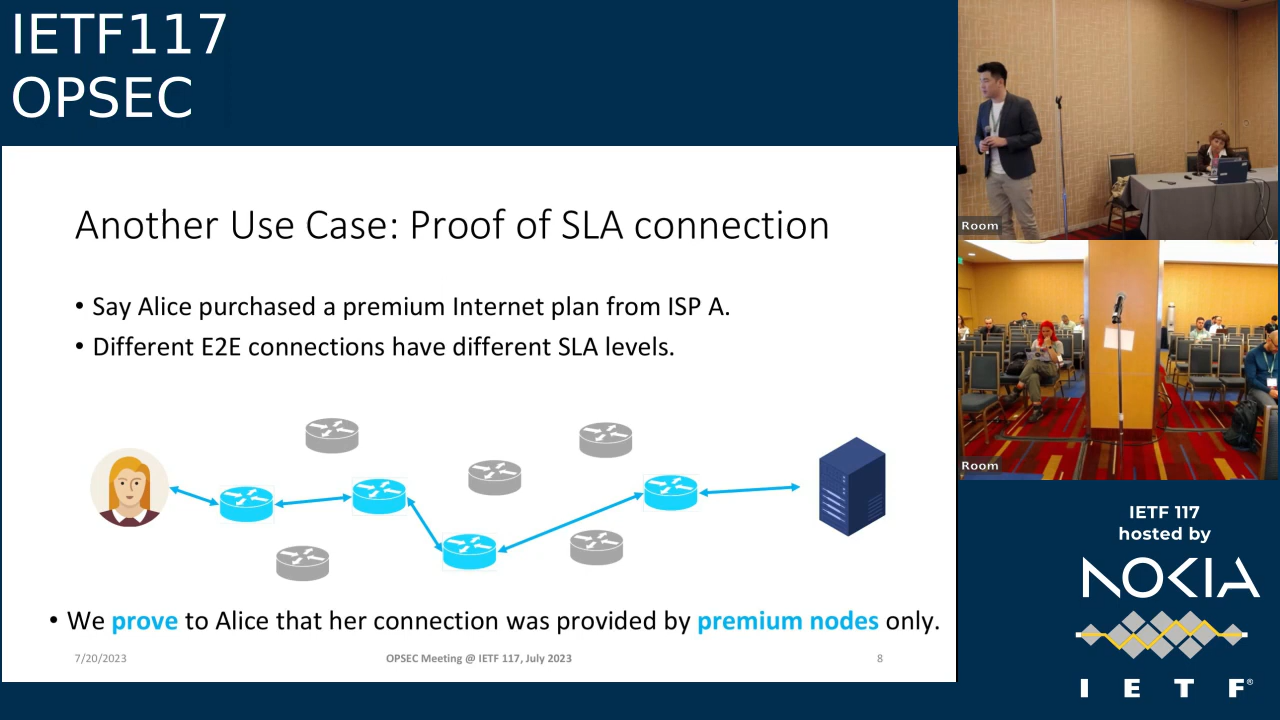 IETF117
OPSEC
Another Use Case: Proof of SLA connection
• Say Alice purchased a premium Internet plan from ISP A.
• Different E2E connections have different SLA levels.
• We prove to Alice that her connection was provided by premium nodes only.
7/20/2023
OPSEC Meeting @ IETF 117, July 2023
8
Room
Room
IETF 117
hosted by
NOKIA
I E T F®